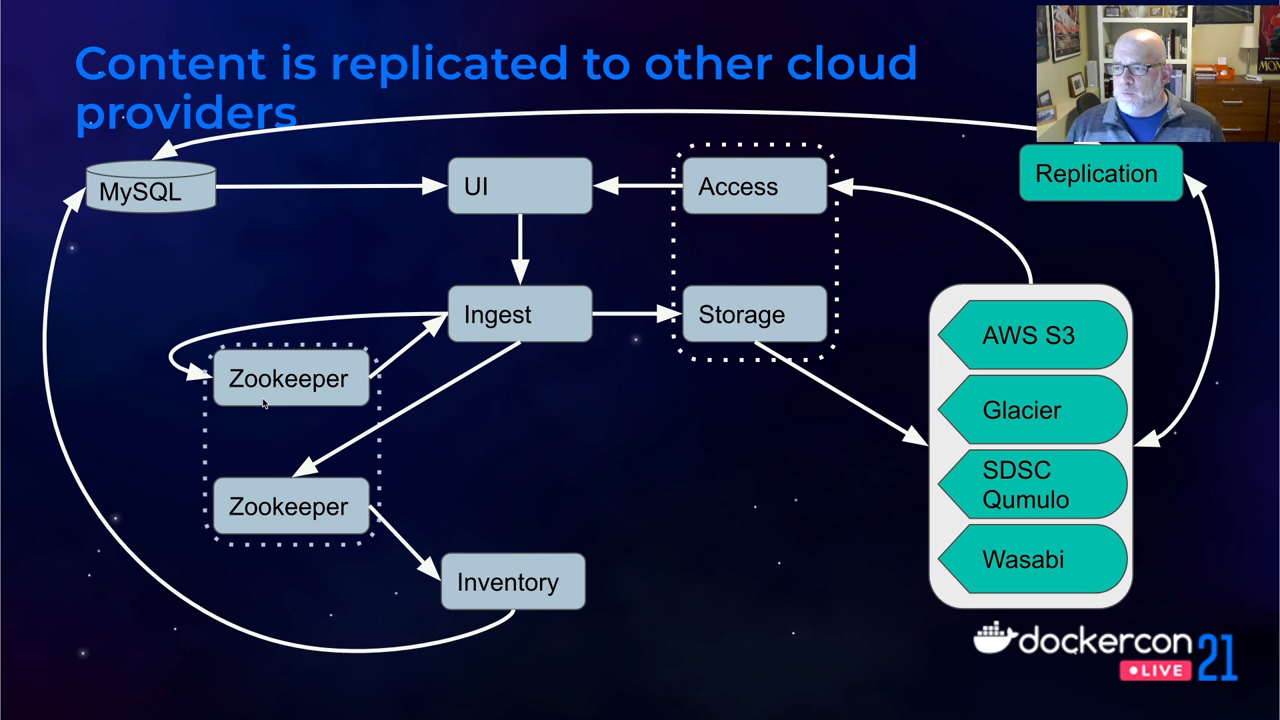 Content is replicated to other cloud
providers
MySQL
UI
Access
Replication
Ingest
Storage
AWS S3
Zookeeper
Glacier
SDSC
Qumulo
Zookeeper
Wasabi
Inventory
dockercon
LIVE
21